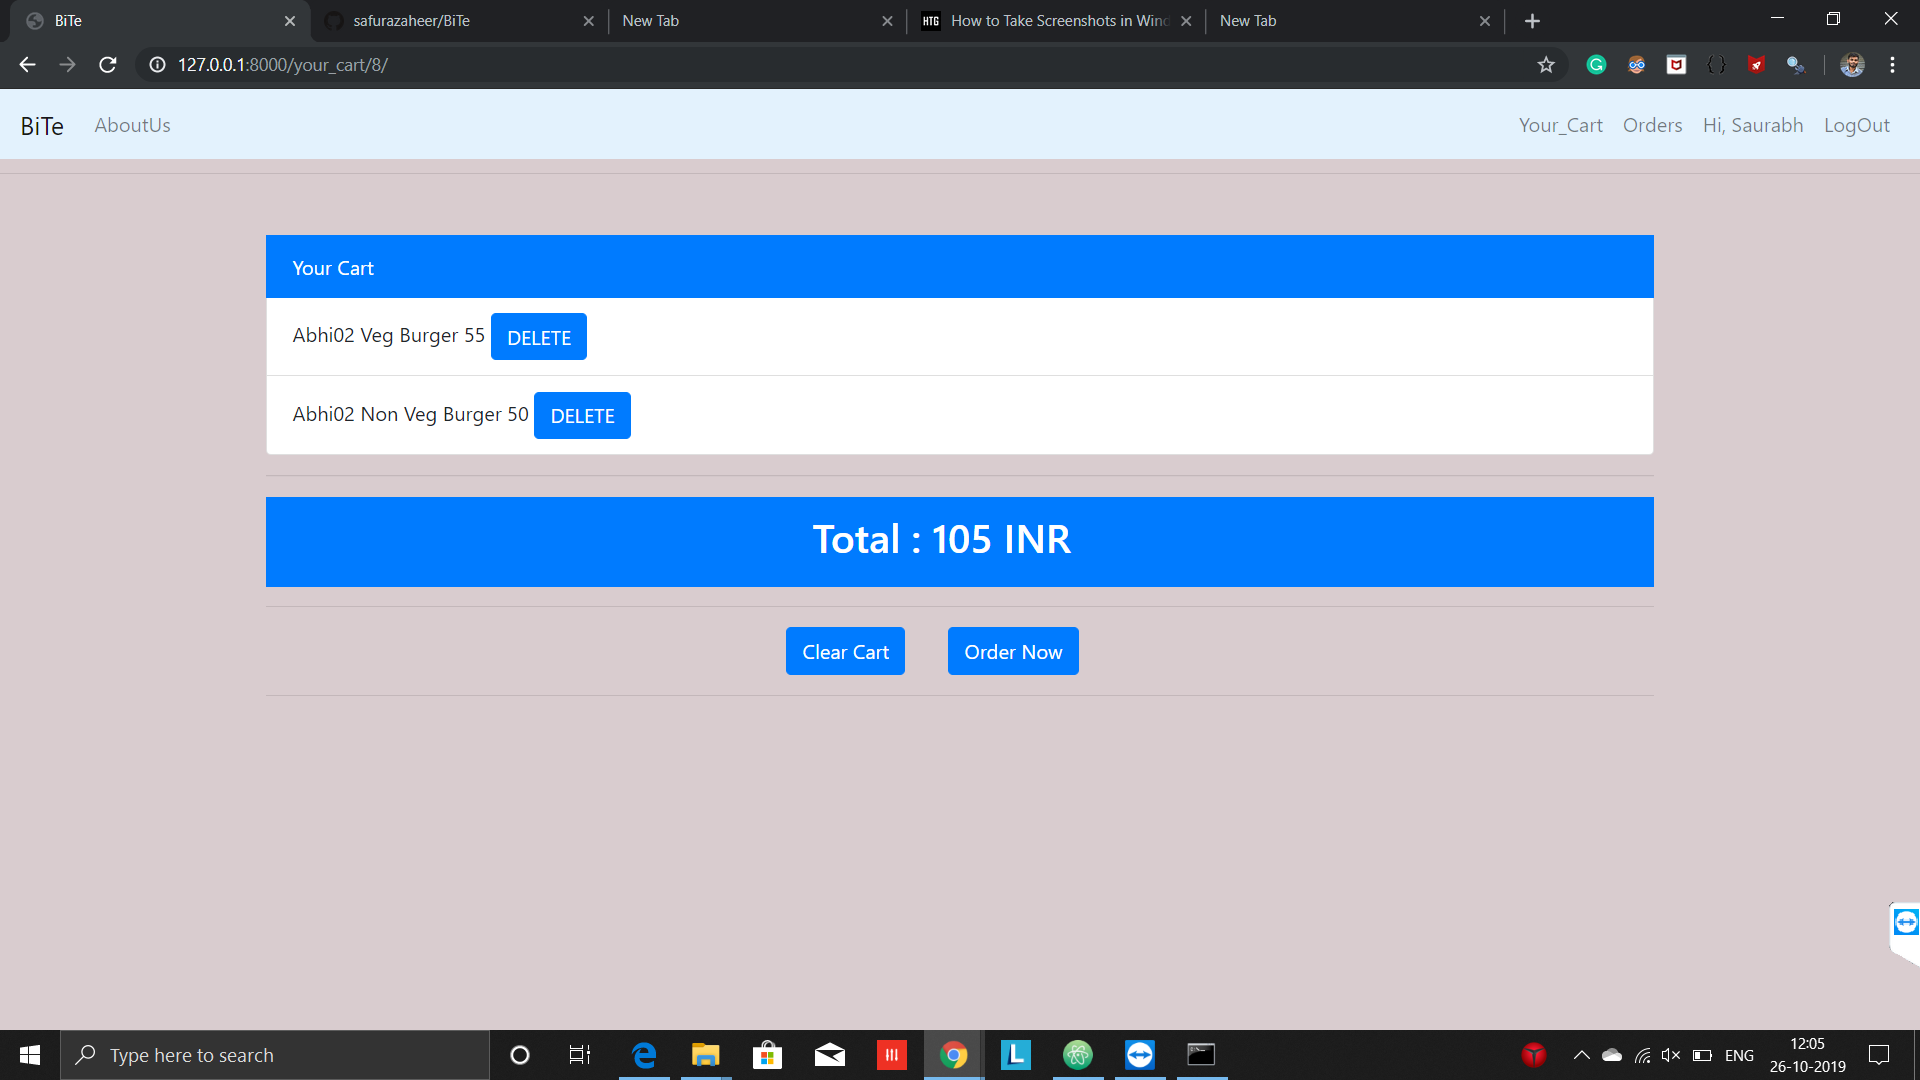 BiTe
safurazaheer/BiTe
New Tab
HTG How to Take Screenshots in Wind
New Tab
127.0.0.1:8000/your_cart/8/
BiTe AboutUs Your_Cart Orders Hi, Saurabh LogOut
Your Cart
Abhi02 Veg Burger 55 DELETE
Abhi02 Non Veg Burger 50 DELETE
Total : 105 INR
Clear Cart Order Now
Type here to search
L
ENG
12:05
26-10-2019